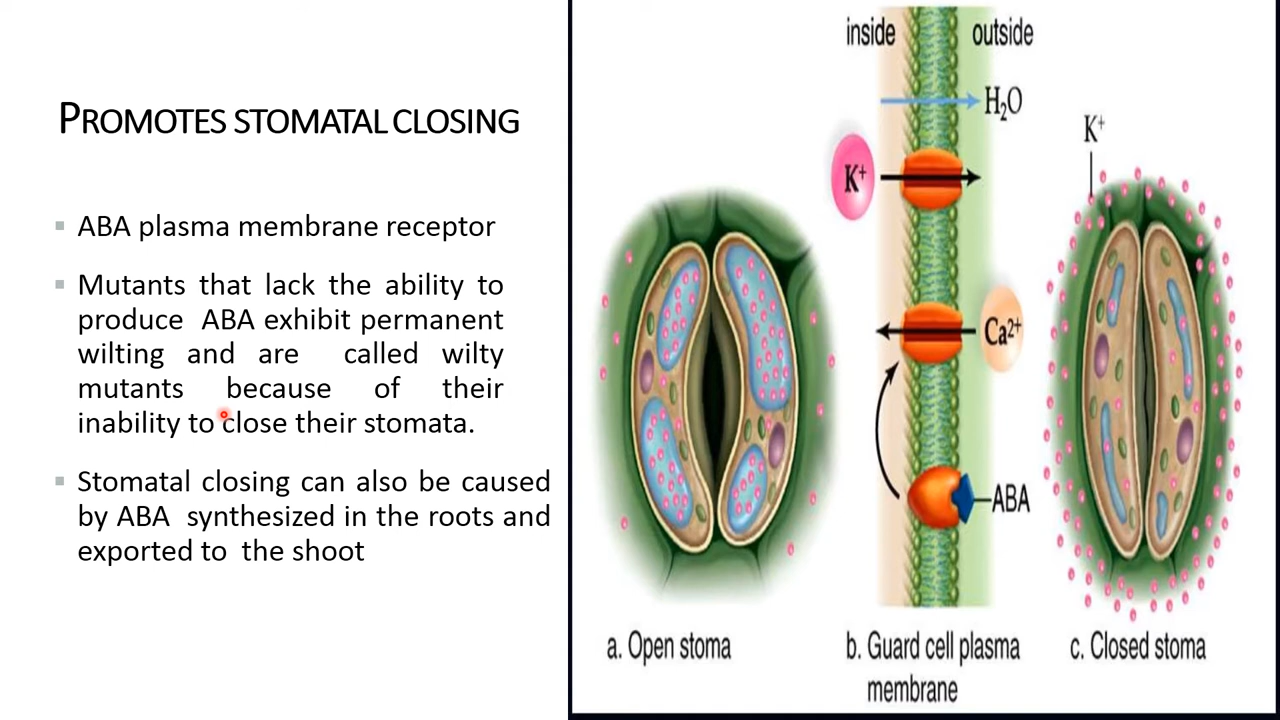 PROMOTES STOMATAL CLOSING
▪ ABA plasma membrane receptor
▪ Mutants that lack the ability to
produce ABA exhibit permanent
wilting and are called wilty
mutants because of their
inability to close their stomata.
▪ Stomatal closing can also be caused
by ABA synthesized in the roots and
exported to the shoot
inside outside
H₂O
K⁺
K⁺
Ca²⁺
ABA
a. Open stoma
b. Guard cell plasma
membrane
c. Closed stoma